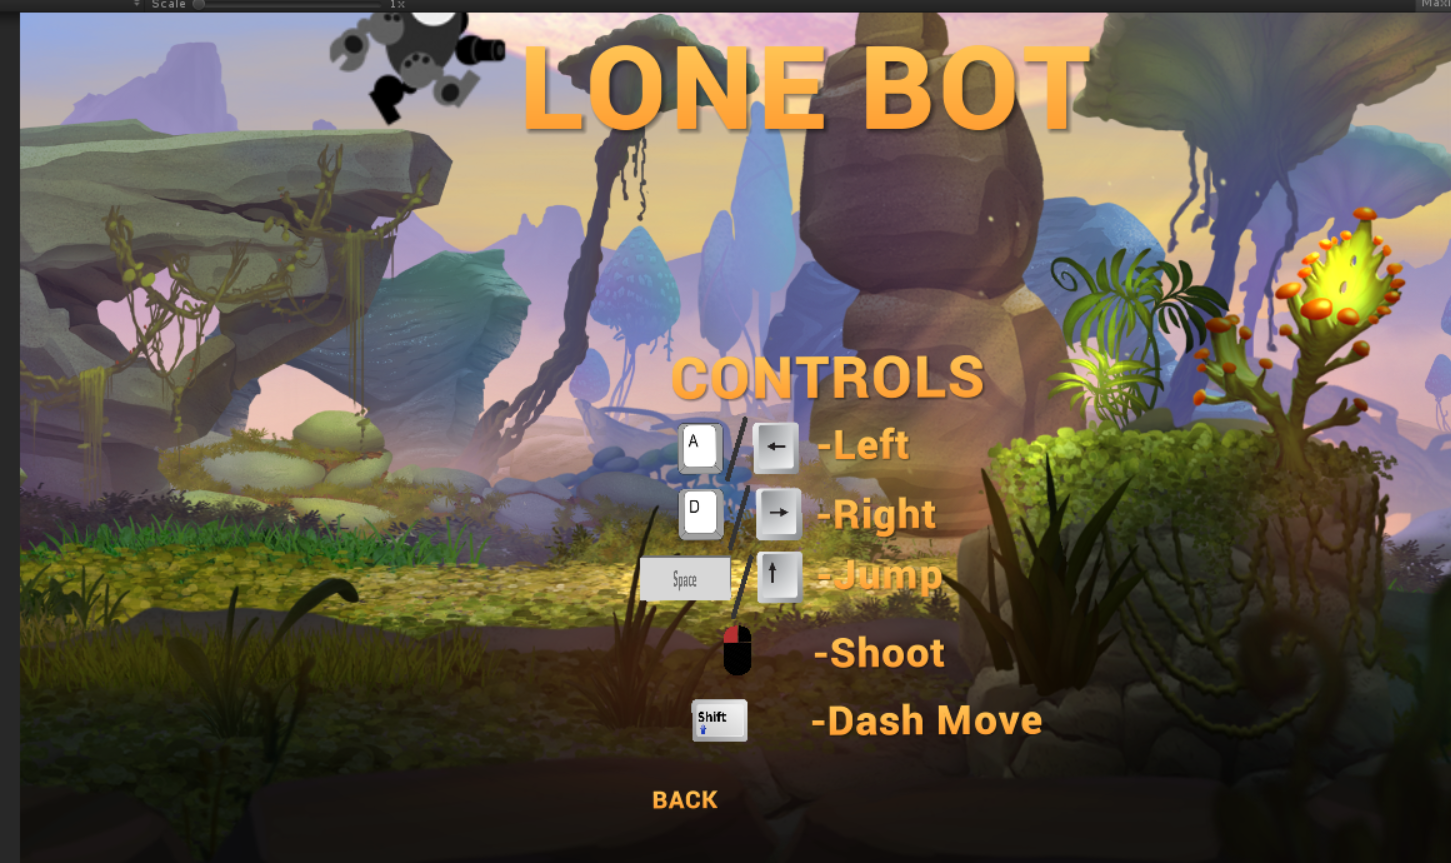 Scale 1x
LONE BOT
CONTROLS
A / ← -Left
D / → -Right
Space / ↑ -Jump
-Shoot
Shift -Dash Move
BACK